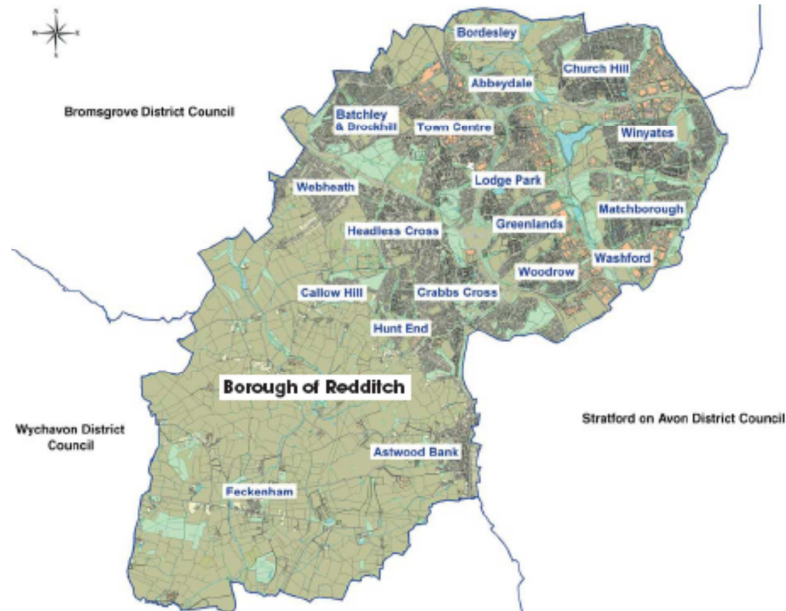 N
W
E
S
Bordesley
Church Hill
Abbeydale
Bromsgrove District Council
Batchley
& Brockhill
Town Centre
Winyates
Lodge Park
Webheath
Matchborough
Greenlands
Headless Cross
Washford
Woodrow
Callow Hill
Crabbs Cross
Hunt End
Borough of Redditch
Stratford on Avon District Council
Wychavon District
Council
Astwood Bank
Feckenham